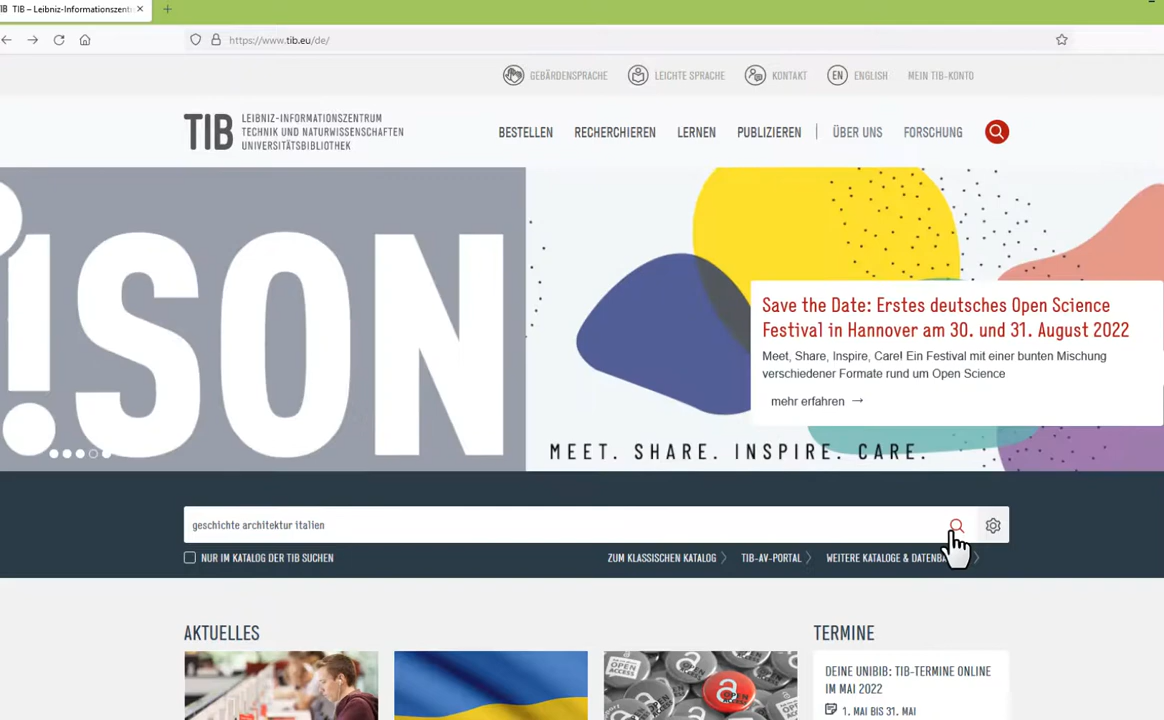 TIB – Leibniz-Informationszent
https://www.tib.eu/de/
GEBÄRDENSPRACHE
LEICHTE SPRACHE
KONTAKT
EN ENGLISH
MEIN TIB-KONTO
TIB
LEIBNIZ-INFORMATIONSZENTRUM
TECHNIK UND NATURWISSENSCHAFTEN
UNIVERSITÄTSBIBLIOTHEK
BESTELLEN
RECHERCHIEREN
LERNEN
PUBLIZIEREN
ÜBER UNS
FORSCHUNG
SON
Save the Date: Erstes deutsches Open Science
Festival in Hannover am 30. und 31. August 2022
Meet, Share, Inspire, Care! Ein Festival mit einer bunten Mischung
verschiedener Formate rund um Open Science
mehr erfahren →
MEET. SHARE. INSPIRE. CARE.
geschichte architektur italien
NUR IM KATALOG DER TIB SUCHEN
ZUM KLASSISCHEN KATALOG
TIB-AV-PORTAL
WEITERE KATALOGE & DATENBA
AKTUELLES
TERMINE
OPEN ACCESS
DEINE UNIBIB: TIB-TERMINE ONLINE
IM MAI 2022
1. MAI BIS 31. MAI